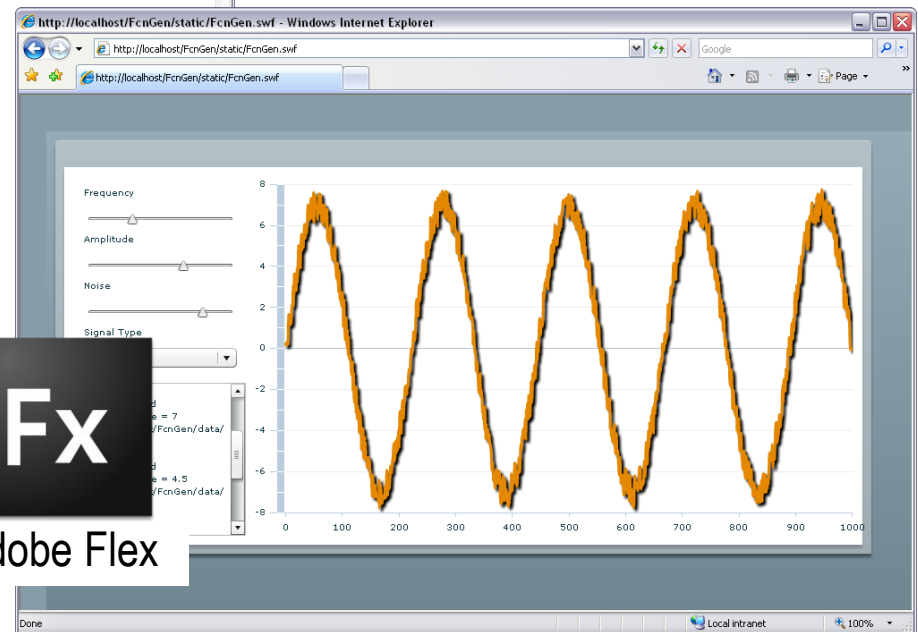 http://localhost/FcnGen/static/FcnGen.swf - Windows Internet Explorer
http://localhost/FcnGen/static/FcnGen.swf
Google
http://localhost/FcnGen/static/FcnGen.swf
Page
»
Frequency
Amplitude
Noise
Signal Type
8
6
4
2
0
-2
-4
-6
-8
0 100 200 300 400 500 600 700 800 900 1000
d
e = 7
/FcnGen/data/
d
e = 4.5
/FcnGen/data/
Fx
dobe Flex
Done
Local intranet
100%